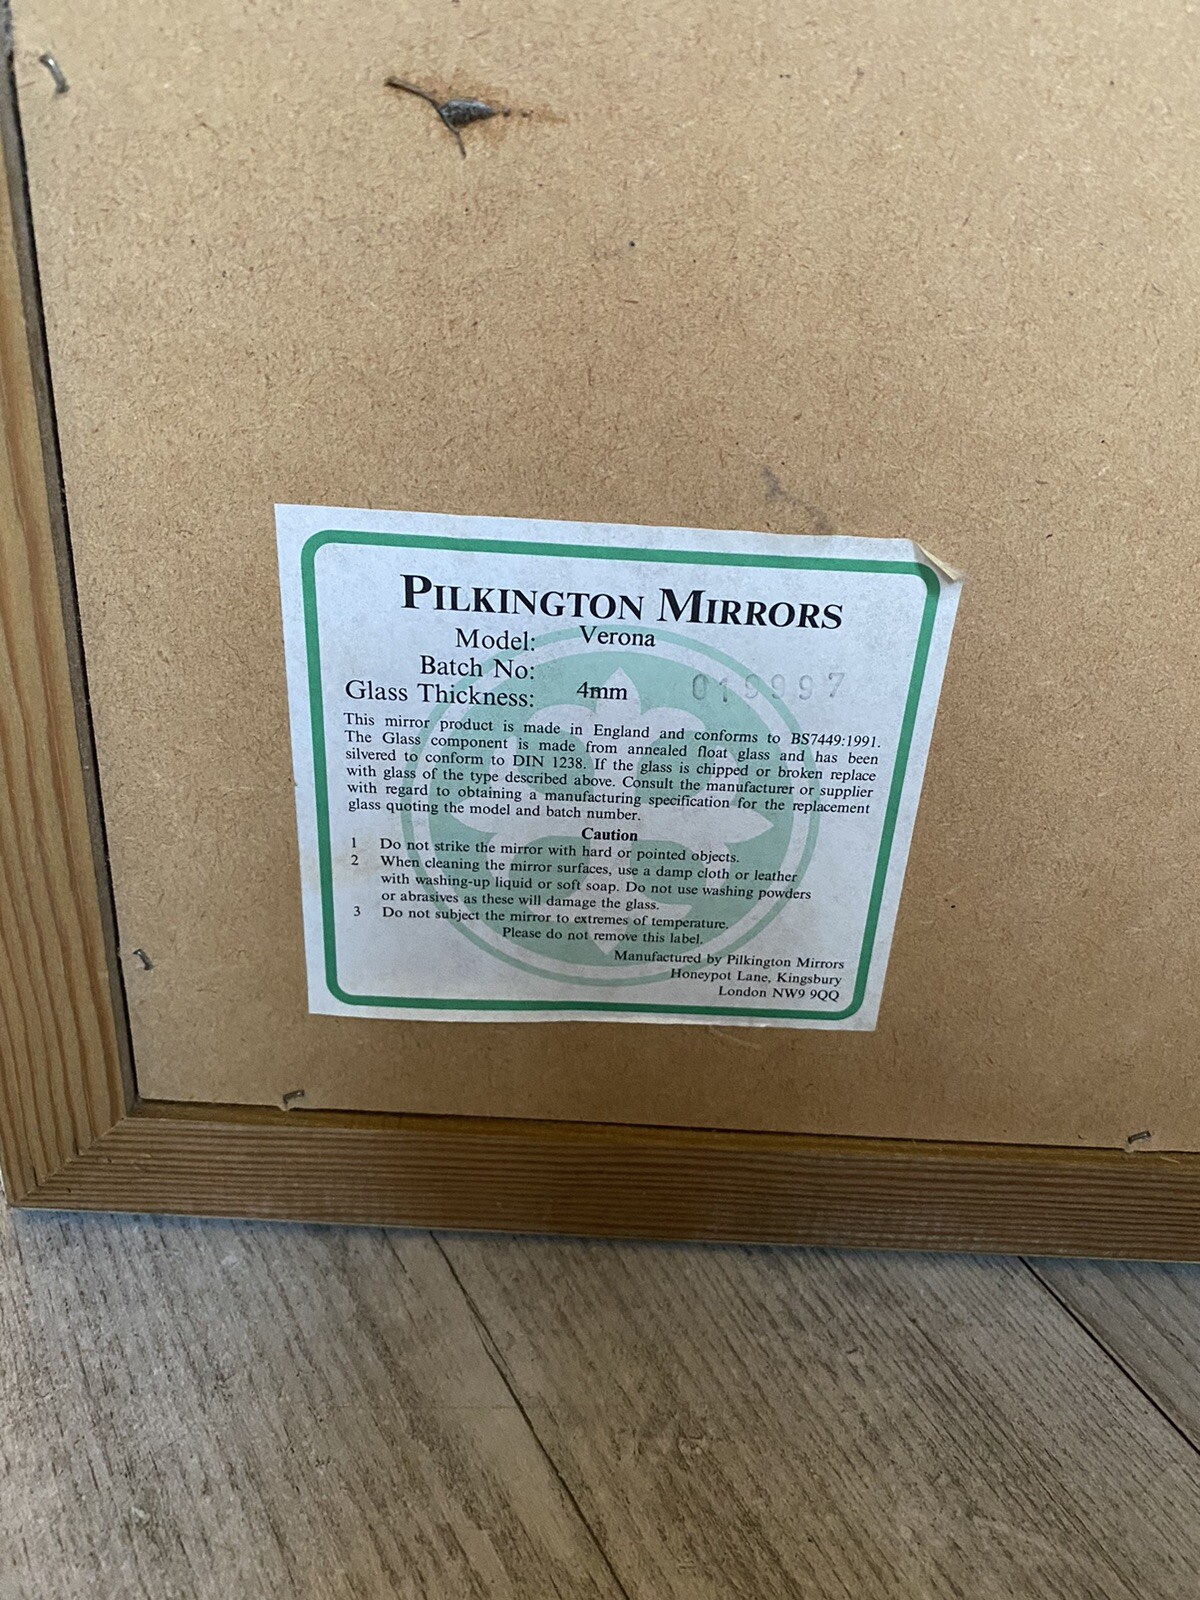 PILKINGTON MIRRORS
Model: Verona
Batch No:
Glass Thickness: 4mm 019997
This mirror product is made in England and conforms to BS7449:1991.
The Glass component is made from annealed float glass and has been
silvered to conform to DIN 1238. If the glass is chipped or broken replace
with glass of the type described above. Consult the manufacturer or supplier
with regard to obtaining a manufacturing specification for the replacement
glass quoting the model and batch number.
Caution
1 Do not strike the mirror with hard or pointed objects.
2 When cleaning the mirror surfaces, use a damp cloth or leather
with washing-up liquid or soft soap. Do not use washing powders
or abrasives as these will damage the glass.
3 Do not subject the mirror to extremes of temperature.
Please do not remove this label.
Manufactured by Pilkington Mirrors
Honeypot Lane, Kingsbury
London NW9 9QQ